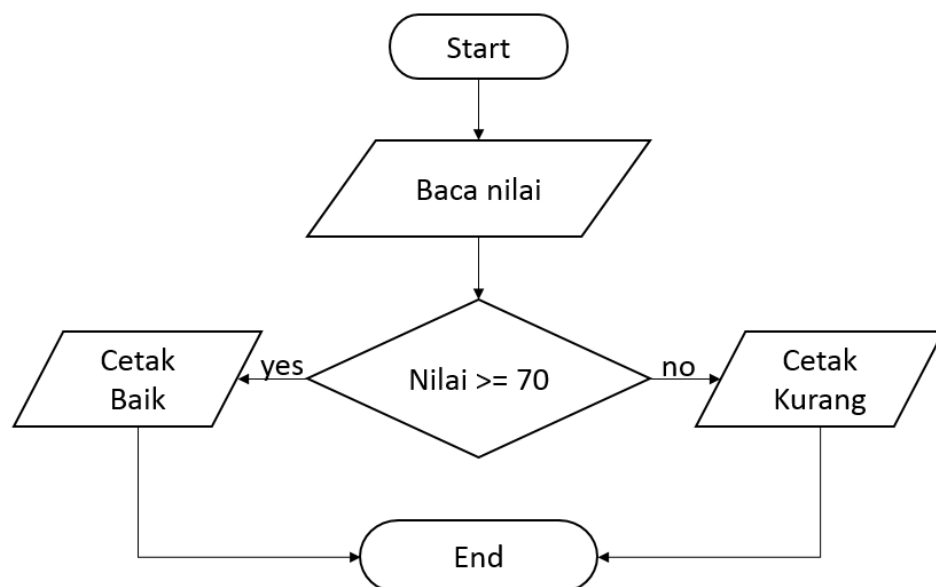 Start
Baca nilai
Cetak
Baik
yes
Nilai >= 70
no
Cetak
Kurang
End